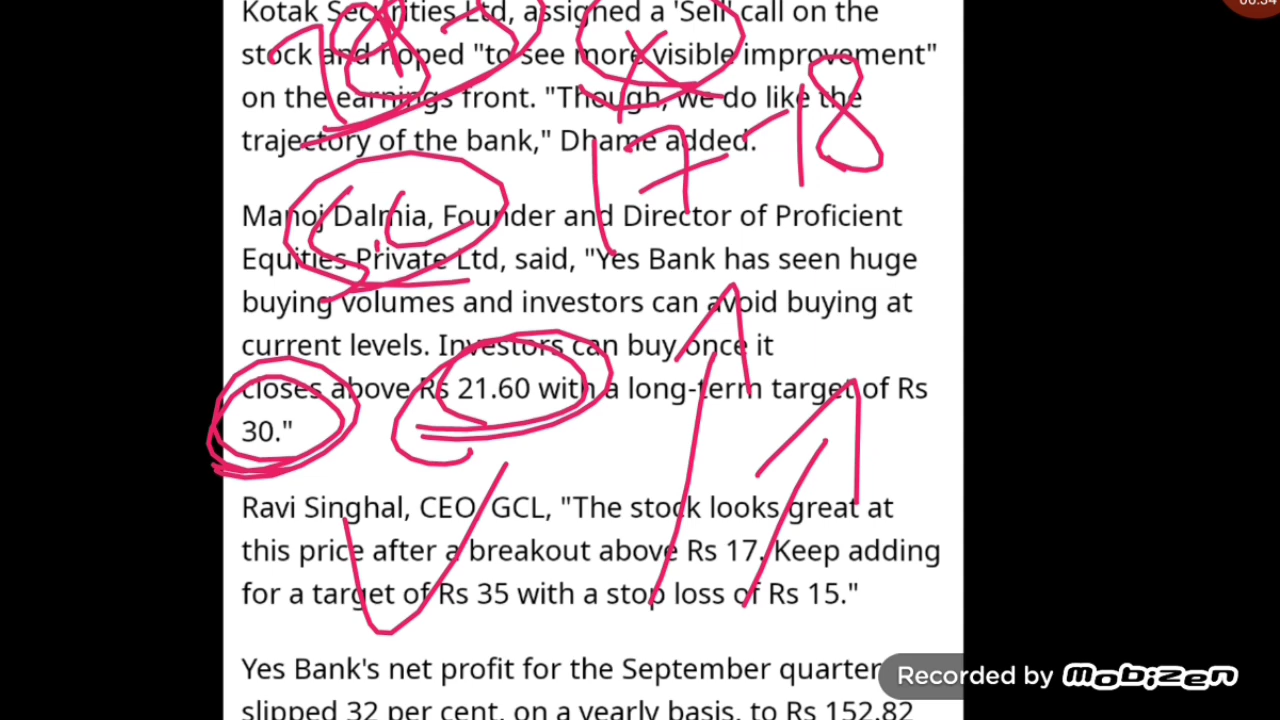 06:34
Kotak Securities Ltd, assigned a 'Sell' call on the
stock and hoped "to see more visible improvement"
on the earnings front. "Though, we do like the
trajectory of the bank," Dhame added.
17-18
Manoj Dalmia, Founder and Director of Proficient
Equities Private Ltd, said, "Yes Bank has seen huge
buying volumes and investors can avoid buying at
current levels. Investors can buy once it
closes above Rs 21.60 with a long-term target of Rs
30."
Ravi Singhal, CEO, GCL, "The stock looks great at
this price after a breakout above Rs 17. Keep adding
for a target of Rs 35 with a stop loss of Rs 15."
Yes Bank's net profit for the September quarter
slipped 32 per cent, on a yearly basis, to Rs 152.82
Recorded by mobizen